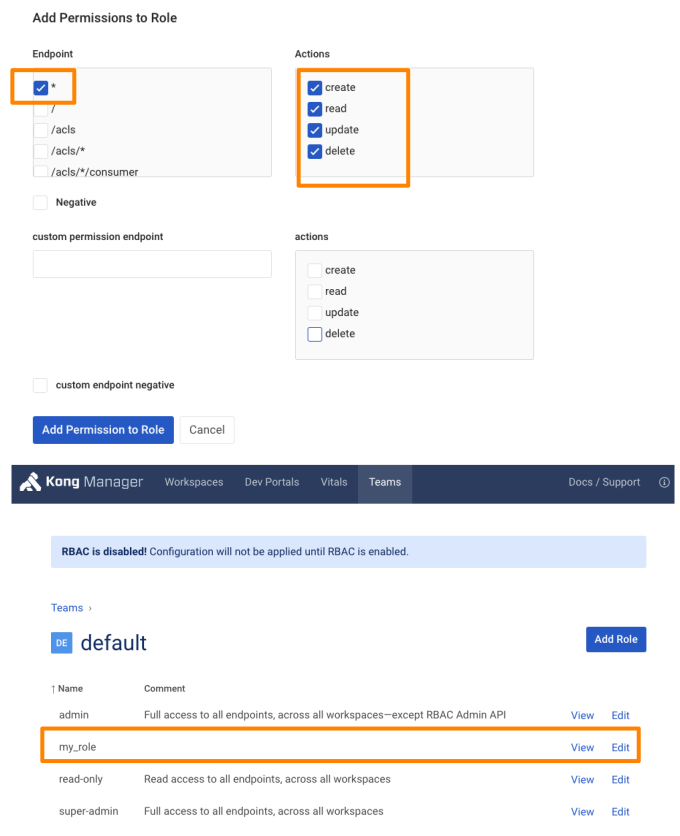 Add Permissions to Role
Endpoint
Actions
*
/
/acls
/acls/*
/acls/*/consumer
create
read
update
delete
Negative
custom permission endpoint
actions
create
read
update
delete
custom endpoint negative
Add Permission to Role
Cancel
Kong Manager Workspaces Dev Portals Vitals Teams Docs / Support
RBAC is disabled! Configuration will not be applied until RBAC is enabled.
Teams ›
DE default
Add Role
↑ Name Comment
admin Full access to all endpoints, across all workspaces—except RBAC Admin API View Edit
my_role View Edit
read-only Read access to all endpoints, across all workspaces View Edit
super-admin Full access to all endpoints, across all workspaces View Edit